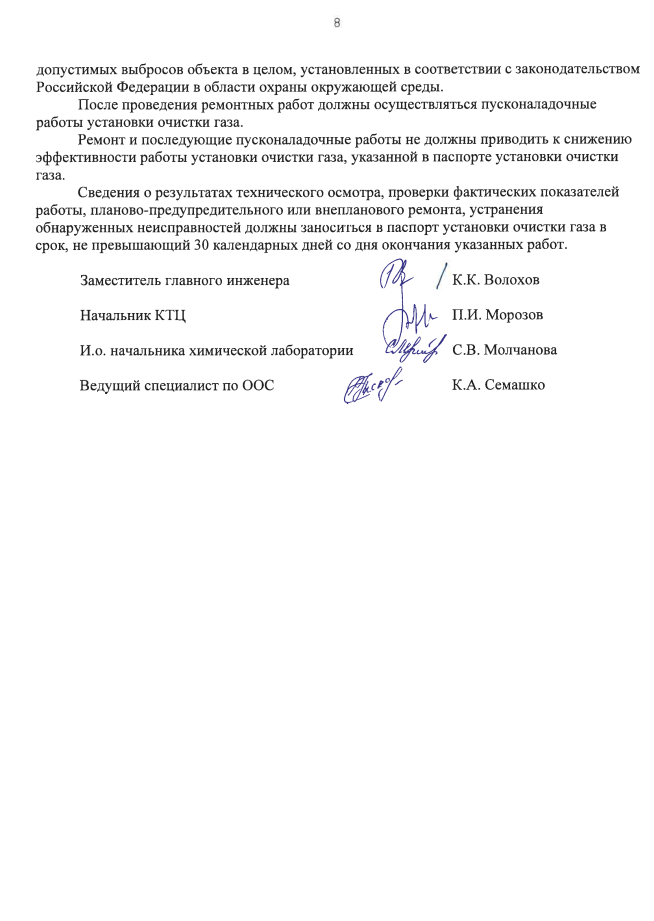 8
допустимых выбросов объекта в целом, установленных в соответствии с законодательством
Российской Федерации в области охраны окружающей среды.
После проведения ремонтных работ должны осуществляться пусконаладочные
работы установки очистки газа.
Ремонт и последующие пусконаладочные работы не должны приводить к снижению
эффективности работы установки очистки газа, указанной в паспорте установки очистки
газа.
Сведения о результатах технического осмотра, проверки фактических показателей
работы, планово-предупредительного или внепланового ремонта, устранения
обнаруженных неисправностей должны заноситься в паспорт установки очистки газа в
срок, не превышающий 30 календарных дней со дня окончания указанных работ.
Заместитель главного инженера / К.К. Волохов
Начальник КТЦ П.И. Морозов
И.о. начальника химической лаборатории С.В. Молчанова
Ведущий специалист по ООС К.А. Семашко